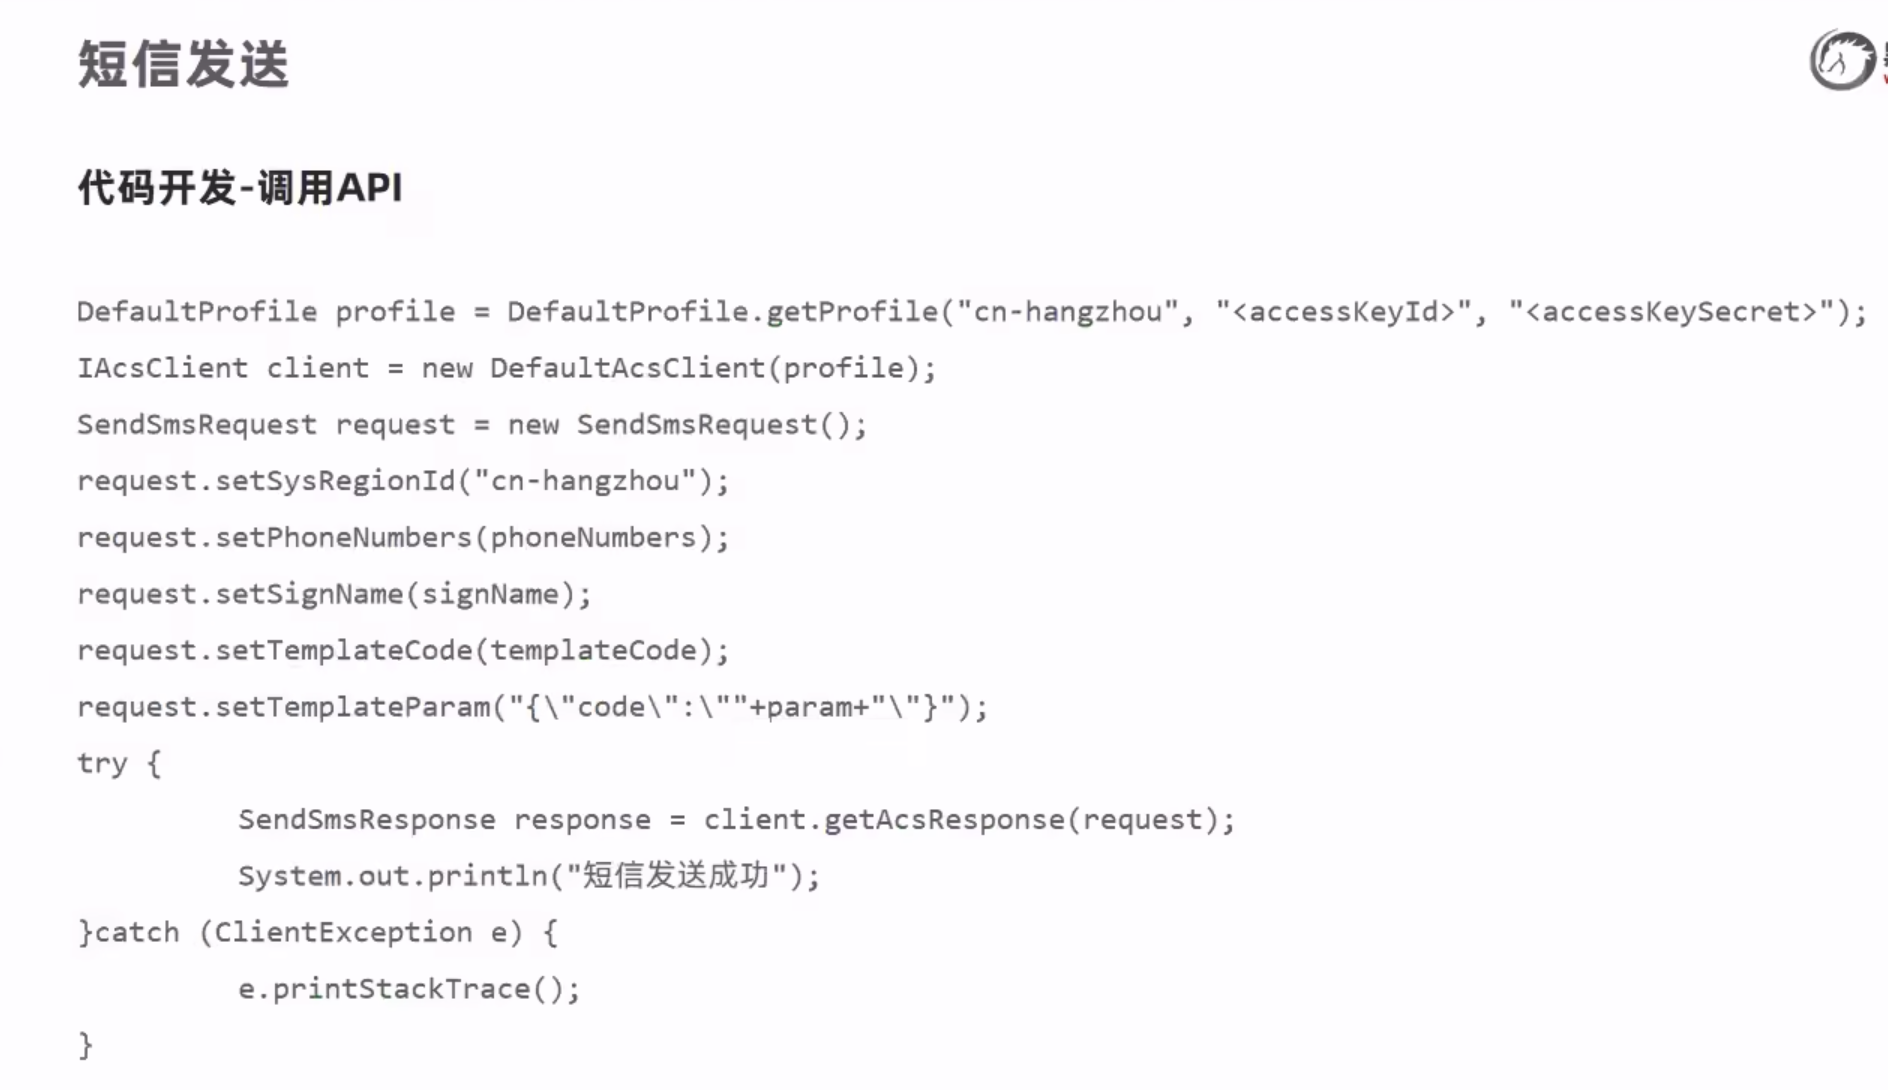 短信发送
代码开发-调用API
DefaultProfile profile = DefaultProfile.getProfile("cn-hangzhou", "<accessKeyId>", "<accessKeySecret>");
IAcsClient client = new DefaultAcsClient(profile);
SendSmsRequest request = new SendSmsRequest();
request.setSysRegionId("cn-hangzhou");
request.setPhoneNumbers(phoneNumbers);
request.setSignName(signName);
request.setTemplateCode(templateCode);
request.setTemplateParam("{\"code\":\""+param+"\"}");
try {
        SendSmsResponse response = client.getAcsResponse(request);
        System.out.println("短信发送成功");
}catch (ClientException e) {
        e.printStackTrace();
}